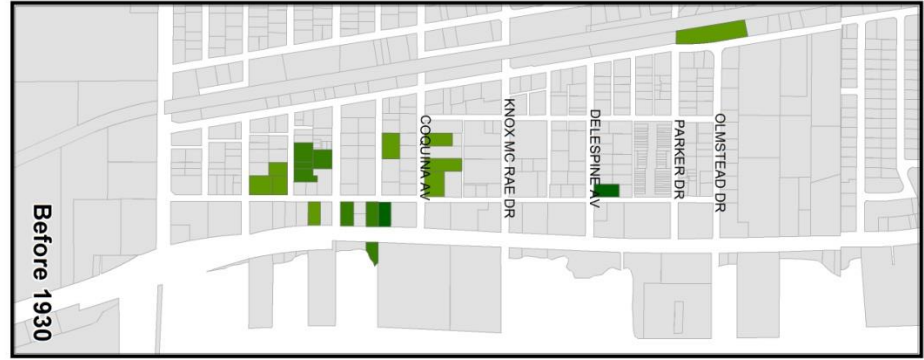 COQUINA AV
KNOX MC RAE DR
DELESPINE AV
PARKER DR
OLMSTEAD DR
Before 1930